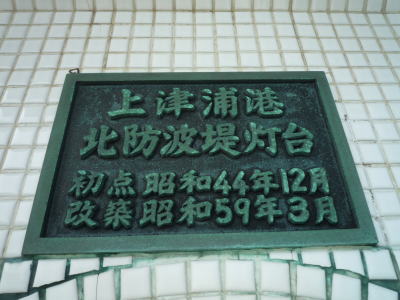 上津浦港
北防波堤灯台
初点昭和44年12月
改築昭和59年3月